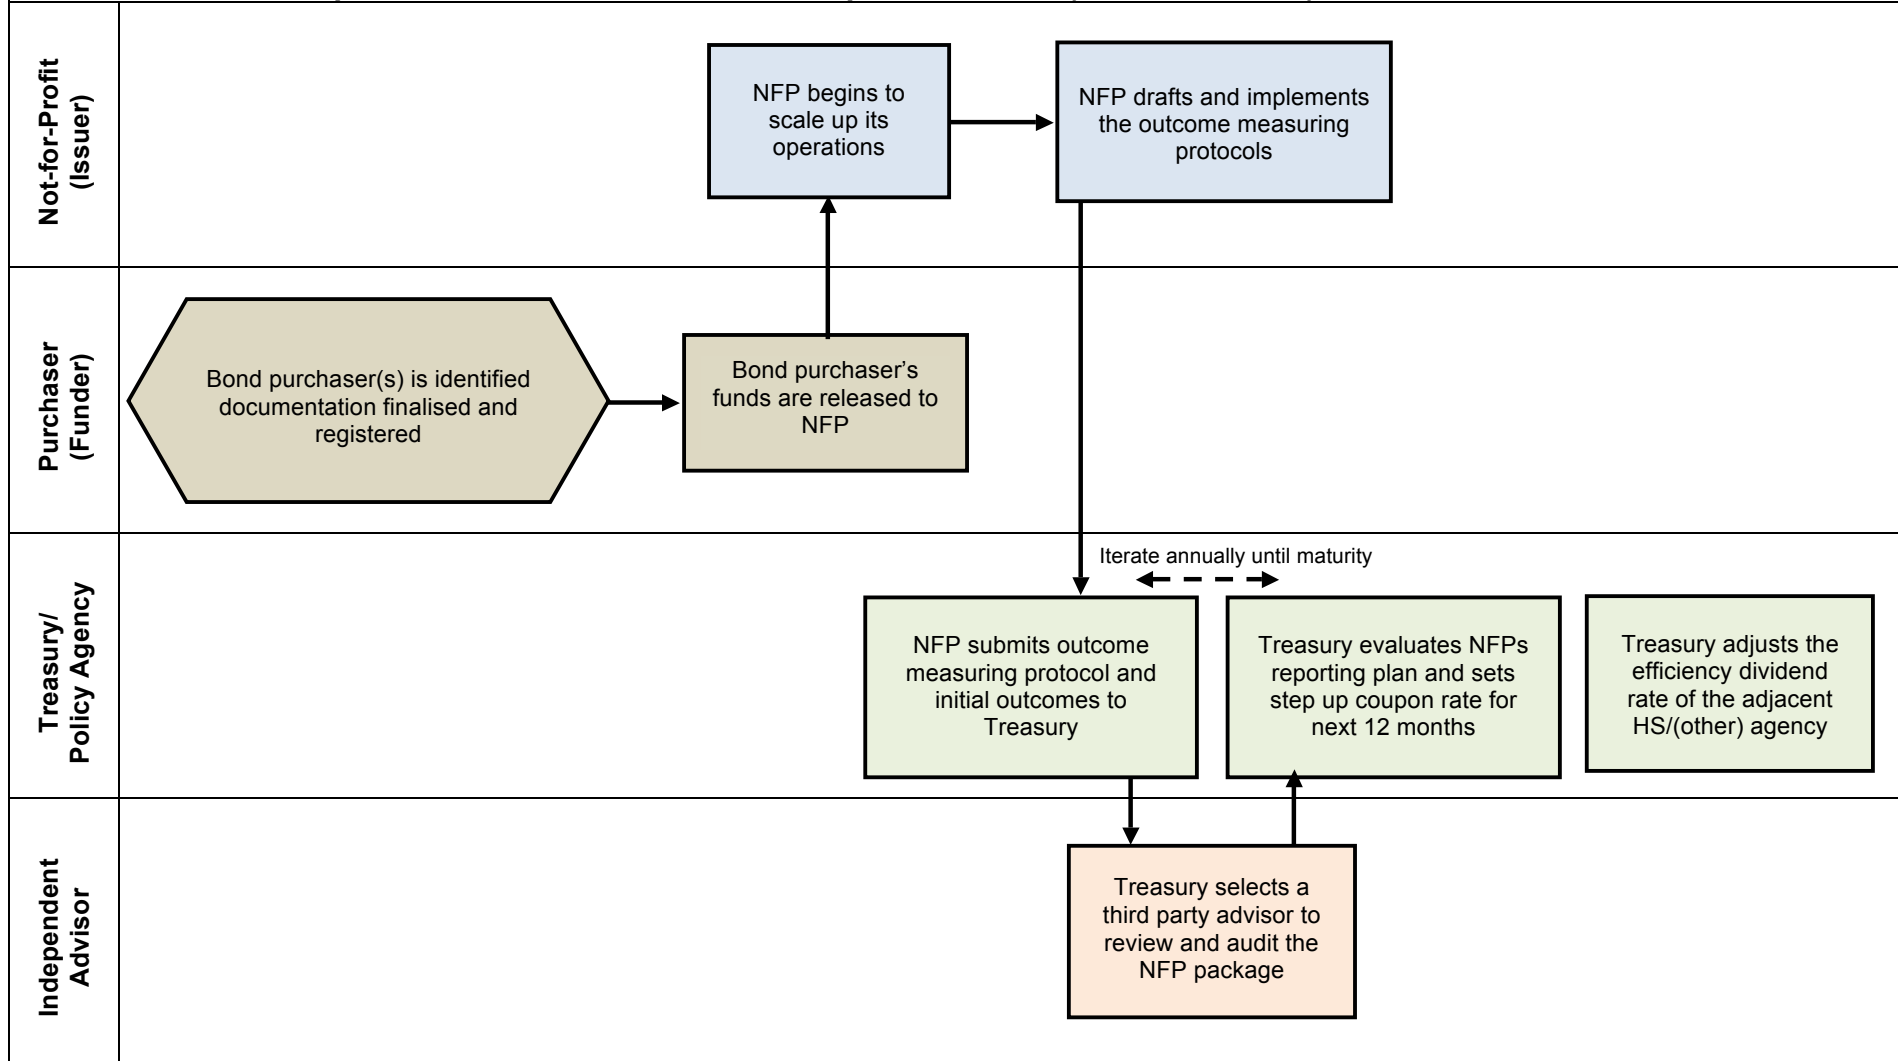 Not-for-Profit
(Issuer)
NFP begins to
scale up its
operations
NFP drafts and implements
the outcome measuring
protocols
Purchaser
(Funder)
Bond purchaser(s) is identified
documentation finalised and
registered
Bond purchaser’s
funds are released to
NFP
Treasury/
Policy Agency
Iterate annually until maturity
NFP submits outcome
measuring protocol and
initial outcomes to
Treasury
Treasury evaluates NFPs
reporting plan and sets
step up coupon rate for
next 12 months
Treasury adjusts the
efficiency dividend
rate of the adjacent
HS/(other) agency
Independent
Advisor
Treasury selects a
third party advisor to
review and audit the
NFP package